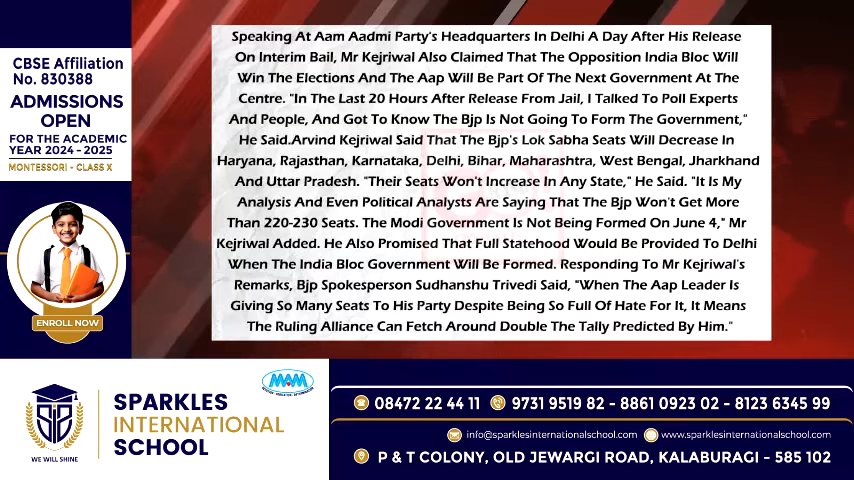 CBSE Affiliation
No. 830388
ADMISSIONS
OPEN
FOR THE ACADEMIC
YEAR 2024 - 2025
MONTESSORI - CLASS X
ENROLL NOW
Speaking At Aam Aadmi Party's Headquarters In Delhi A Day After His Release
On Interim Bail, Mr Kejriwal Also Claimed That The Opposition India Bloc Will
Win The Elections And The Aap Will Be Part Of The Next Government At The
Centre. "In The Last 20 Hours After Release From Jail, I Talked To Poll Experts
And People, And Got To Know The Bjp Is Not Going To Form The Government,"
He Said.Arvind Kejriwal Said That The Bjp's Lok Sabha Seats Will Decrease In
Haryana, Rajasthan, Karnataka, Delhi, Bihar, Maharashtra, West Bengal, Jharkhand
And Uttar Pradesh. "Their Seats Won't Increase In Any State," He Said. "It Is My
Analysis And Even Political Analysts Are Saying That The Bjp Won't Get More
Than 220-230 Seats. The Modi Government Is Not Being Formed On June 4," Mr
Kejriwal Added. He Also Promised That Full Statehood Would Be Provided To Delhi
When The India Bloc Government Will Be Formed. Responding To Mr Kejriwal's
Remarks, Bjp Spokesperson Sudhanshu Trivedi Said, "When The Aap Leader Is
Giving So Many Seats To His Party Despite Being So Full Of Hate For It, It Means
The Ruling Alliance Can Fetch Around Double The Tally Predicted By Him."
WE WILL SHINE
SPARKLES
INTERNATIONAL
SCHOOL
MAM
08472 22 44 11 9731 9519 82 - 8861 0923 02 - 8123 6345 99
info@sparklesinternationalschool.com www.sparklesinternationalschool.com
P & T COLONY, OLD JEWARGI ROAD, KALABURAGI - 585 102